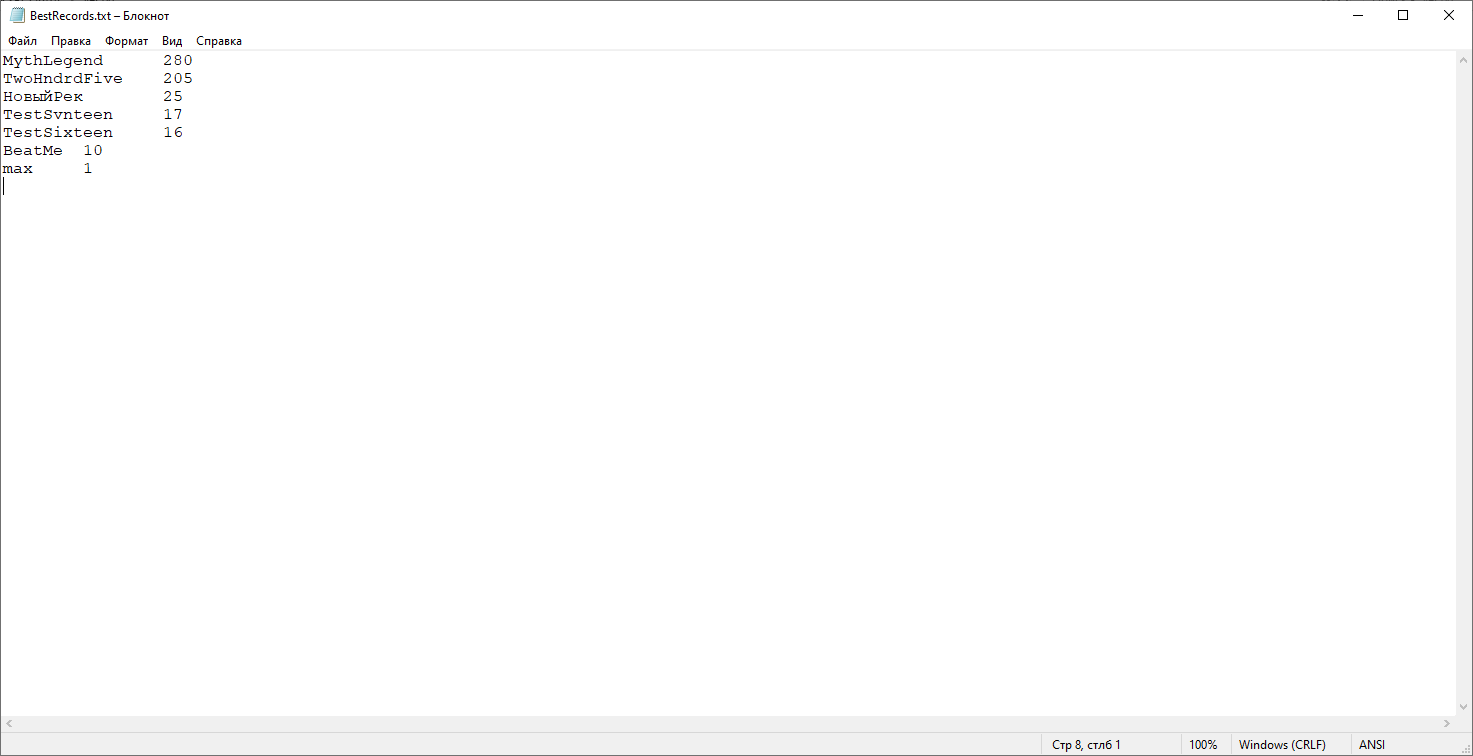 BestRecords.txt – Блокнот
Файл Правка Формат Вид Справка
MythLegend 280
TwoHndrdFive 205
НовыйРек 25
TestSvnteen 17
TestSixteen 16
BeatMe 10
max 1
Стр 8, стлб 1 100% Windows (CRLF) ANSI